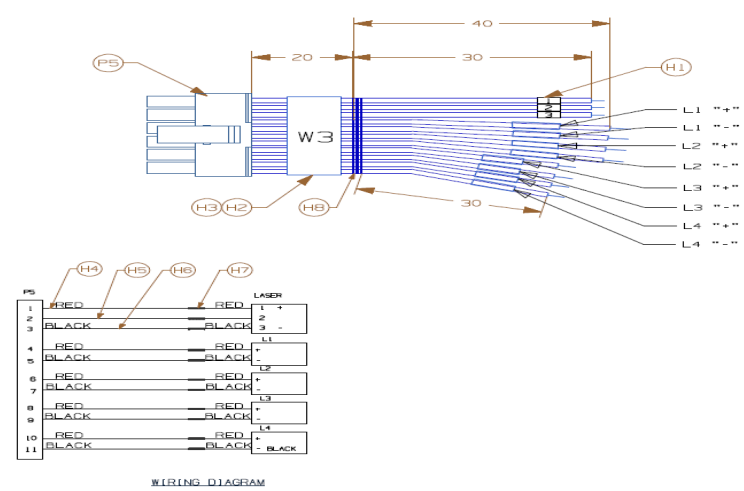 40
20 30
P5 H1
1
2
3
W3
L1 "+"
L1 "-"
L2 "+"
L2 "-"
L3 "+"
L3 "-"
L4 "+"
L4 "-"
H3 H2 H8 30
H4 H5 H6 H7
P5 LASER
1 RED RED 1 +
2 2
3 BLACK BLACK 3 -
L1
4 RED RED +
5 BLACK BLACK -
L2
6 RED RED +
7 BLACK BLACK -
L3
8 RED RED +
9 BLACK BLACK -
L4
10 RED RED +
11 BLACK BLACK - BLACK
WIRING DIAGRAM